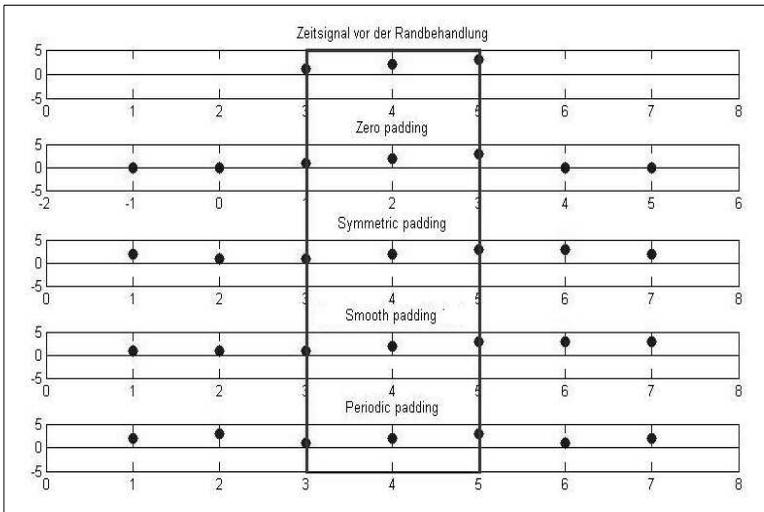 Zeitsignal vor der Randbehandlung
5
0
-5
0 1 2 3 4 5 6 7 8
Zero padding
5
0
-5
-2 -1 0 1 2 3 4 5 6
Symmetric padding
5
0
-5
0 1 2 3 4 5 6 7 8
Smooth padding
5
0
-5
0 1 2 3 4 5 6 7 8
Periodic padding
5
0
-5
0 1 2 3 4 5 6 7 8